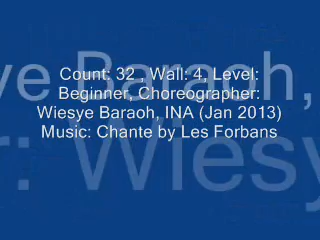 Count: 32 , Wall: 4, Level:
Beginner, Choreographer:
Wiesye Baraoh, INA (Jan 2013)
Music: Chante by Les Forbans